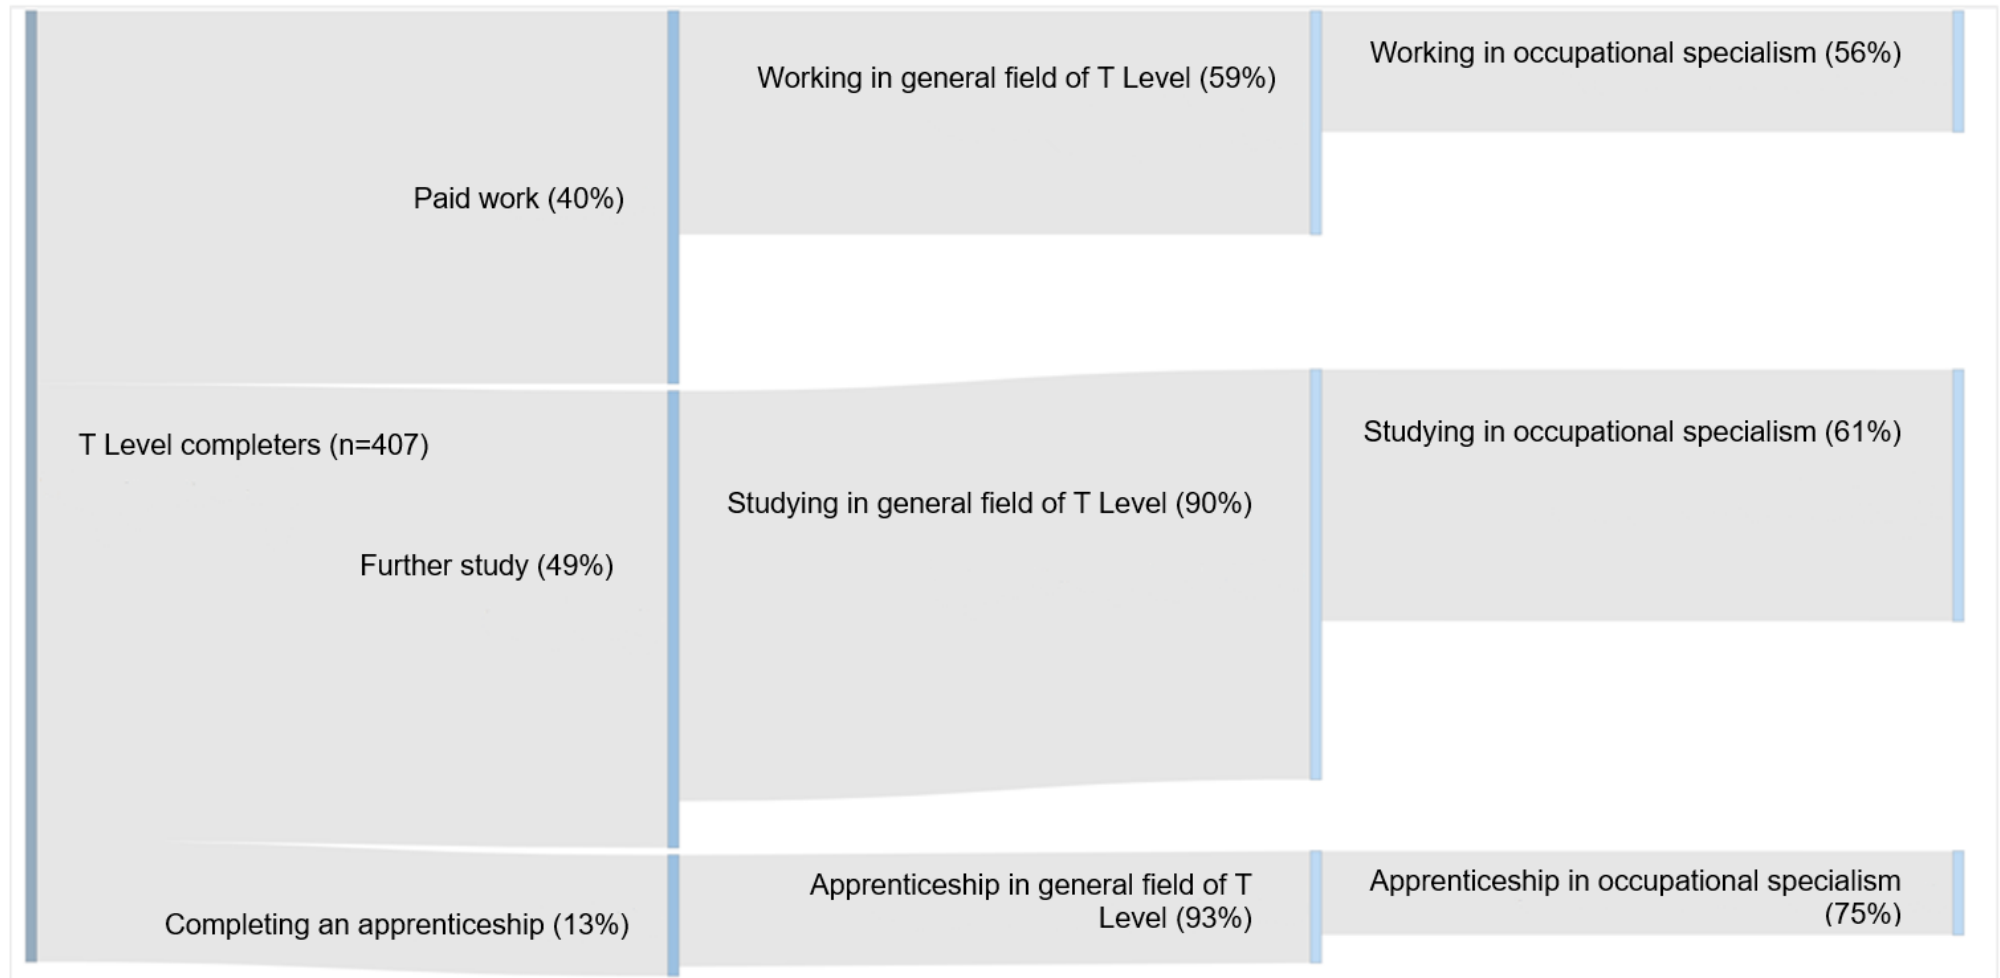 Working in general field of T Level (59%)
Working in occupational specialism (56%)
Paid work (40%)
T Level completers (n=407)
Studying in occupational specialism (61%)
Studying in general field of T Level (90%)
Further study (49%)
Completing an apprenticeship (13%)
Apprenticeship in general field of T
Level (93%)
Apprenticeship in occupational specialism
(75%)